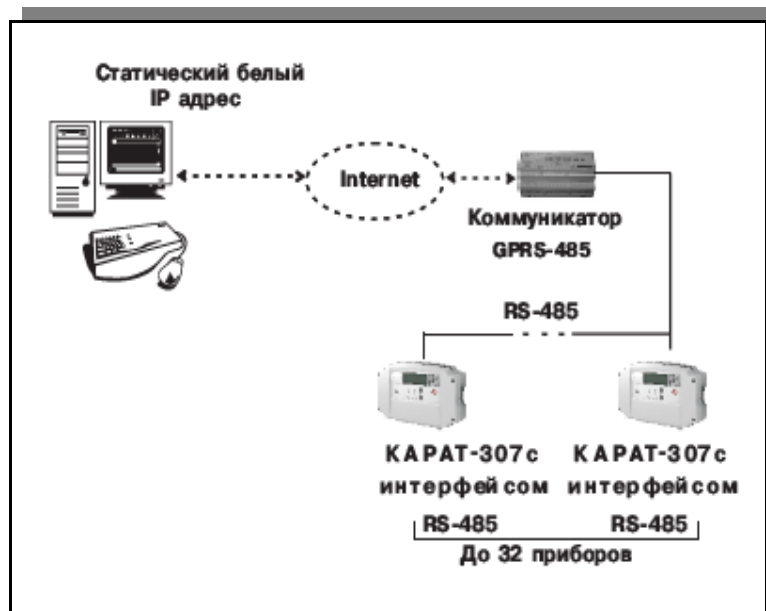 Статический белый
IP адрес
Internet
Коммуникатор
GPRS-485
RS-485
КАРАТ-307с КАРАТ-307с
интерфейсом интерфейсом
RS-485 RS-485
До 32 приборов